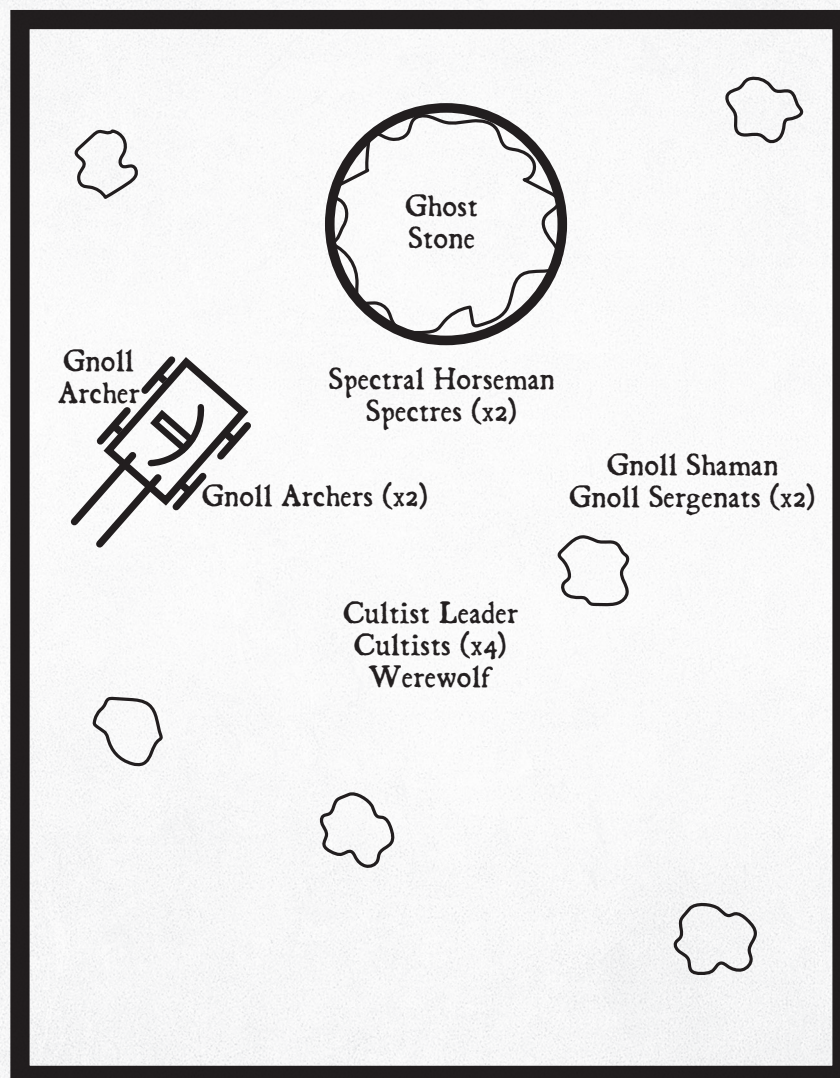 Ghost
Stone
Gnoll
Archer
Spectral Horseman
Spectres (x2)
Gnoll Archers (x2)
Gnoll Shaman
Gnoll Sergenats (x2)
Cultist Leader
Cultists (x4)
Werewolf